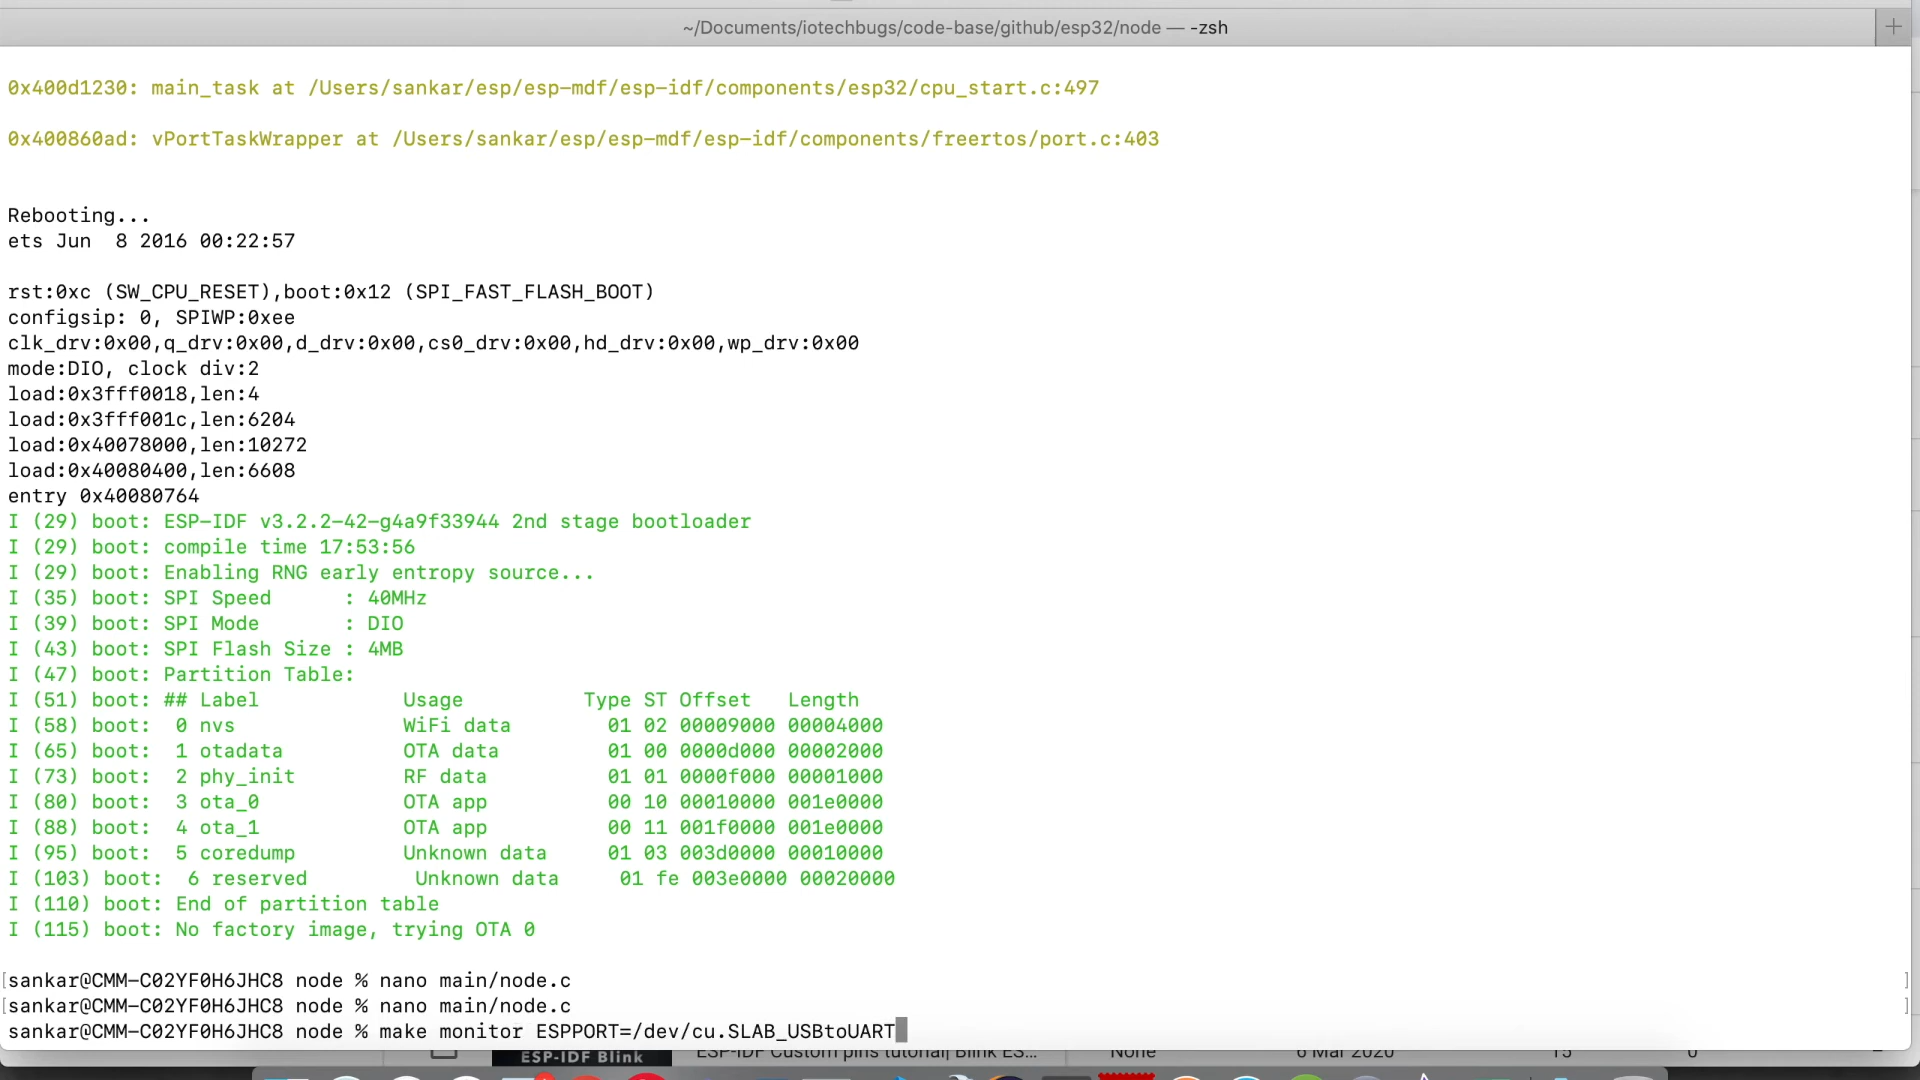 ~/Documents/iotechbugs/code-base/github/esp32/node — -zsh
0x400d1230: main_task at /Users/sankar/esp/esp-mdf/esp-idf/components/esp32/cpu_start.c:497
0x400860ad: vPortTaskWrapper at /Users/sankar/esp/esp-mdf/esp-idf/components/freertos/port.c:403
Rebooting...
ets Jun  8 2016 00:22:57
rst:0xc (SW_CPU_RESET),boot:0x12 (SPI_FAST_FLASH_BOOT)
configsip: 0, SPIWP:0xee
clk_drv:0x00,q_drv:0x00,d_drv:0x00,cs0_drv:0x00,hd_drv:0x00,wp_drv:0x00
mode:DIO, clock div:2
load:0x3fff0018,len:4
load:0x3fff001c,len:6204
load:0x40078000,len:10272
load:0x40080400,len:6608
entry 0x40080764
I (29) boot: ESP-IDF v3.2.2-42-g4a9f33944 2nd stage bootloader
I (29) boot: compile time 17:53:56
I (29) boot: Enabling RNG early entropy source...
I (35) boot: SPI Speed      : 40MHz
I (39) boot: SPI Mode       : DIO
I (43) boot: SPI Flash Size : 4MB
I (47) boot: Partition Table:
I (51) boot: ## Label            Usage          Type ST Offset   Length
I (58) boot:  0 nvs              WiFi data        01 02 00009000 00004000
I (65) boot:  1 otadata          OTA data         01 00 0000d000 00002000
I (73) boot:  2 phy_init         RF data          01 01 0000f000 00001000
I (80) boot:  3 ota_0            OTA app          00 10 00010000 001e0000
I (88) boot:  4 ota_1            OTA app          00 11 001f0000 001e0000
I (95) boot:  5 coredump         Unknown data     01 03 003d0000 00010000
I (103) boot:  6 reserved         Unknown data     01 fe 003e0000 00020000
I (110) boot: End of partition table
I (115) boot: No factory image, trying OTA 0
[sankar@CMM-C02YF0H6JHC8 node % nano main/node.c ]
[sankar@CMM-C02YF0H6JHC8 node % nano main/node.c ]
sankar@CMM-C02YF0H6JHC8 node % make monitor ESPPORT=/dev/cu.SLAB_USBtoUART
ESP-IDF Blink ESP-IDF Custom pins tutorial| Blink ES... None 6 Mar 2020 15 0